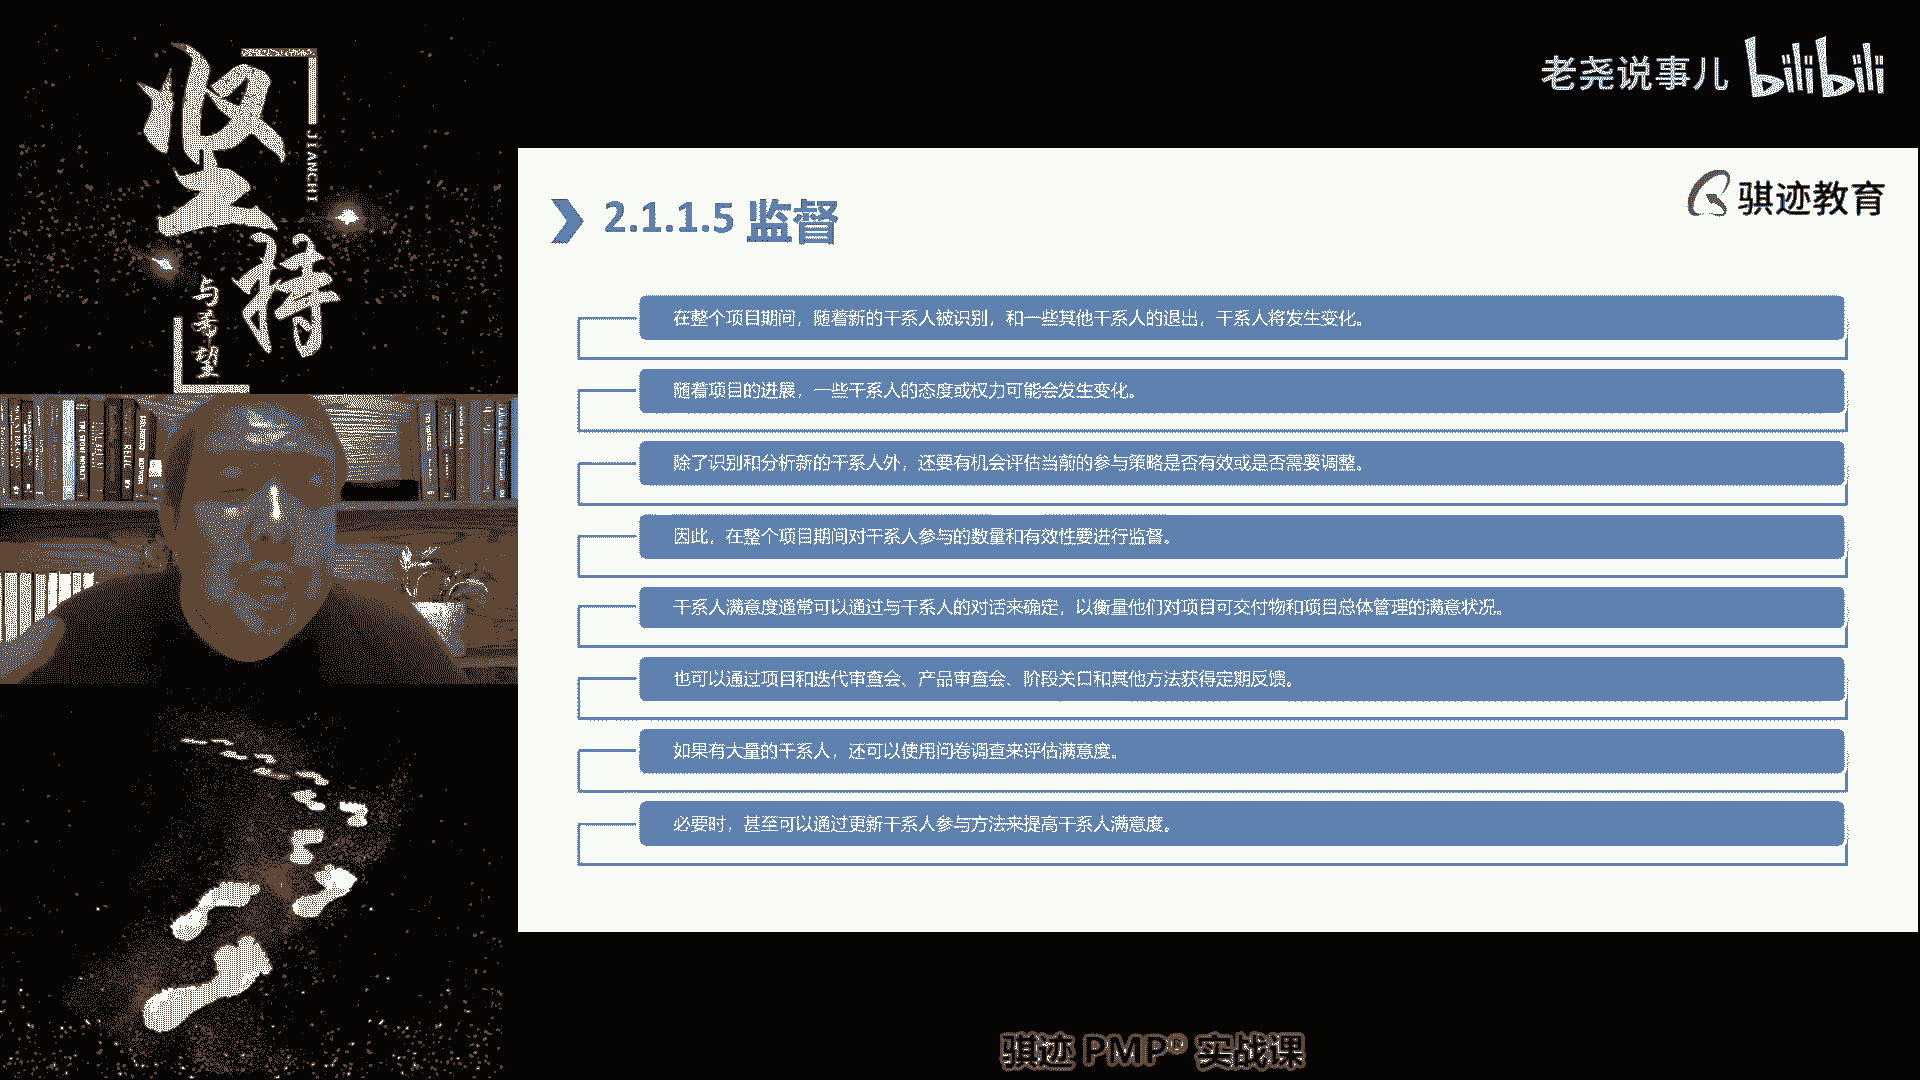 坚持
JIANCHI
与希望
老尧说事儿 bilibili
骐迹教育
2.1.1.5 监督
在整个项目期间，随着新的干系人被识别，和一些其他干系人的退出，干系人将发生变化。
随着项目的进展，一些干系人的态度或权力可能会发生变化。
除了识别和分析新的干系人外，还要有机会评估当前的参与策略是否有效或是否需要调整。
因此，在整个项目期间对干系人参与的数量和有效性要进行监督。
干系人满意度通常可以通过与干系人的对话来确定，以衡量他们对项目可交付物和项目总体管理的满意状况。
也可以通过项目和迭代审查会、产品审查会、阶段关口和其他方法获得定期反馈。
如果有大量的干系人，还可以使用问卷调查来评估满意度。
必要时，甚至可以通过更新干系人参与方法来提高干系人满意度。
骐迹 PMP® 实战课